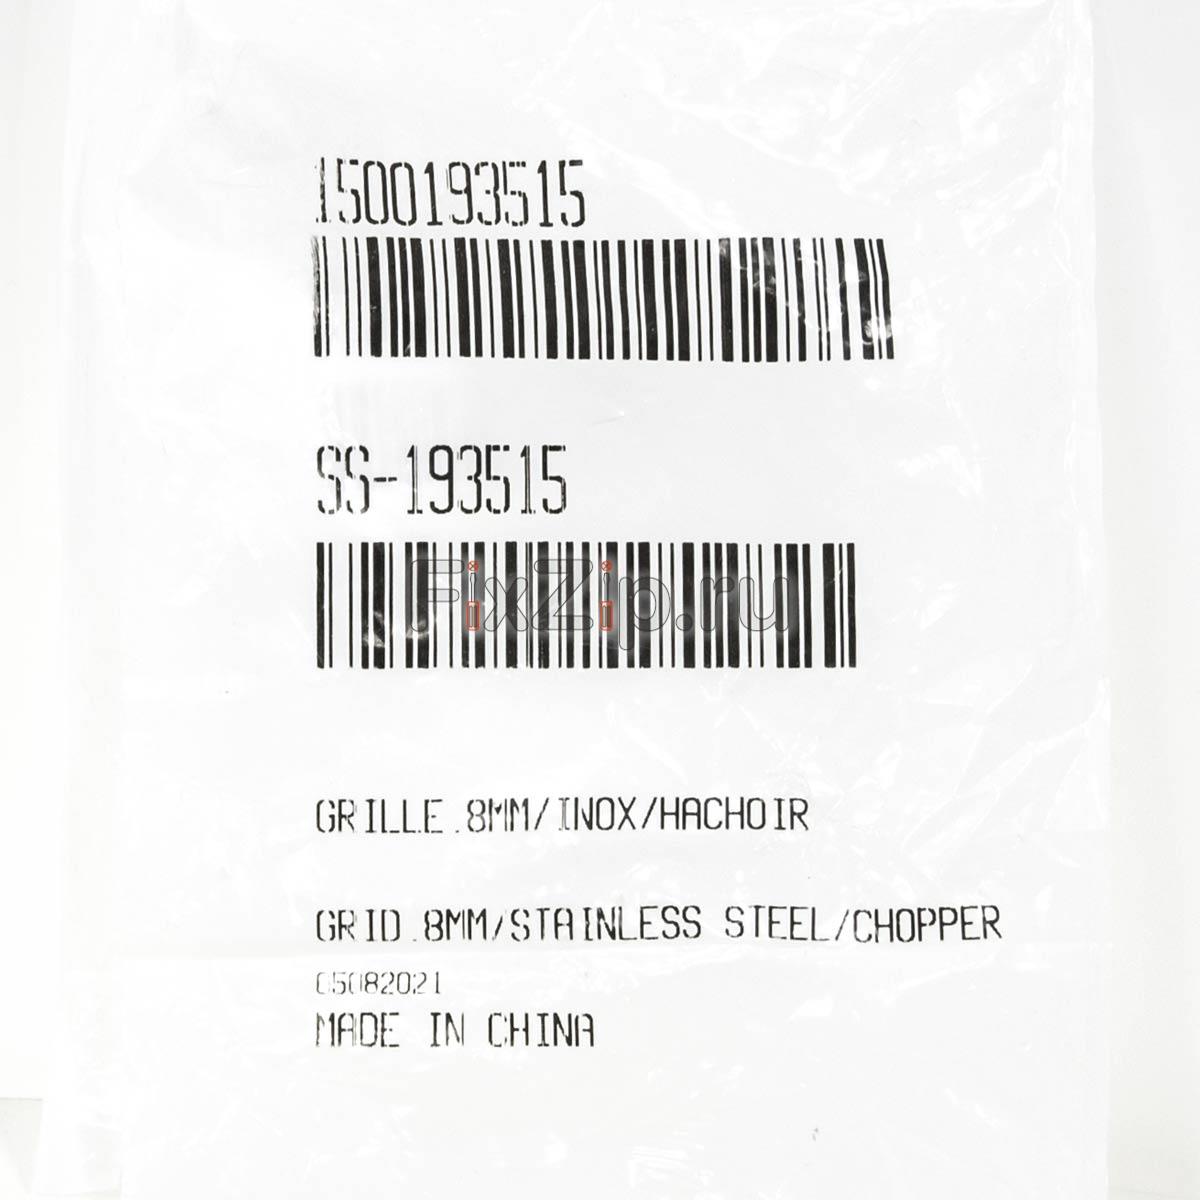 1500193515
SS-193515
FixZip.ru
GRILLE.8MM/INOX/HACHOIR
GRID.8MM/STAINLESS STEEL/CHOPPER
05082021
MADE IN CHINA